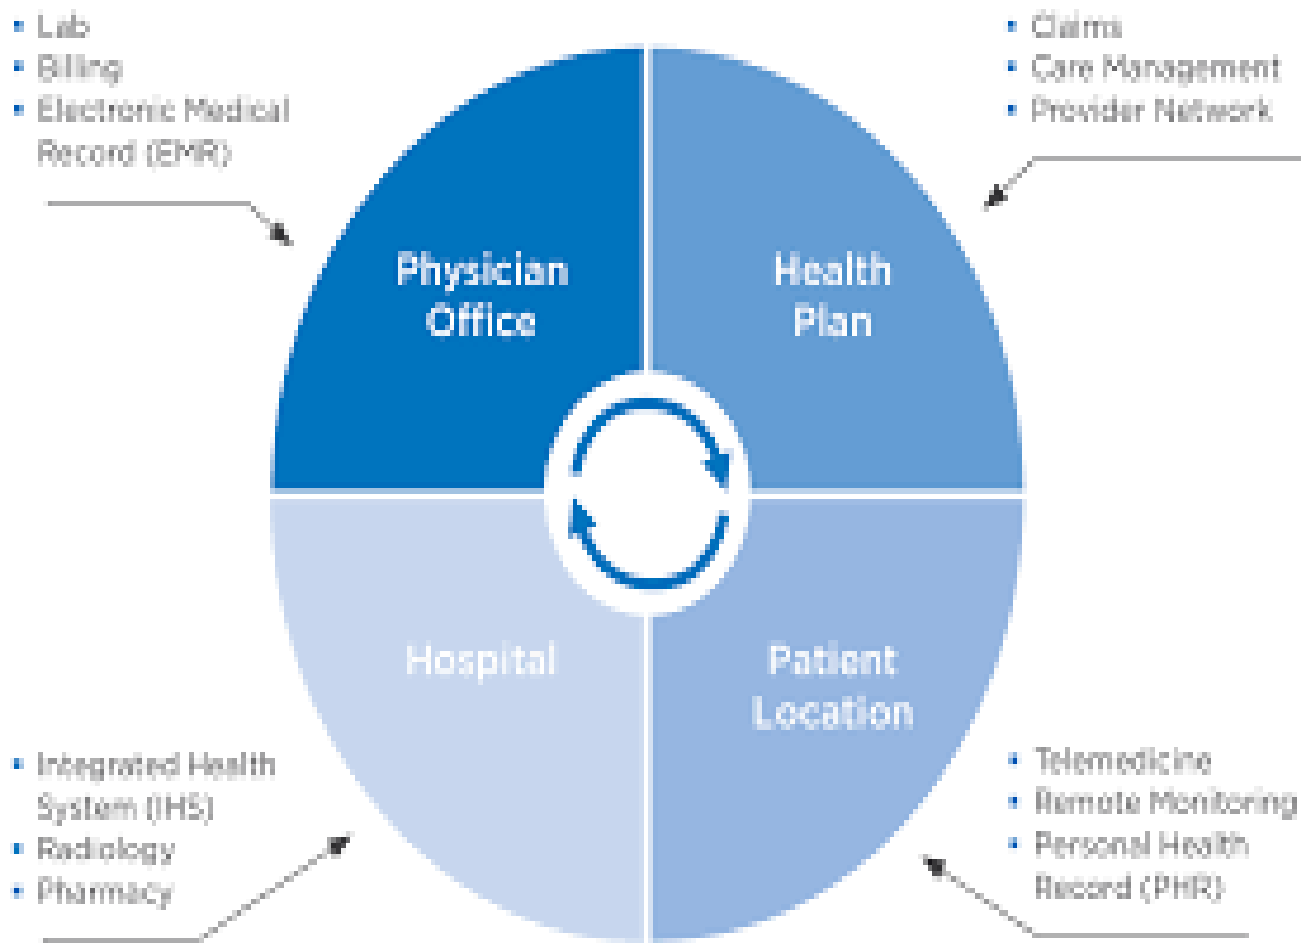 • Lab
• Billing
• Electronic Medical
Record (EMR)
• Claims
• Care Management
• Provider Network
Physician
Office
Health
Plan
Hospital
Patient
Location
• Integrated Health
System (IHS)
• Radiology
• Pharmacy
• Telemedicine
• Remote Monitoring
• Personal Health
Record (PHR)